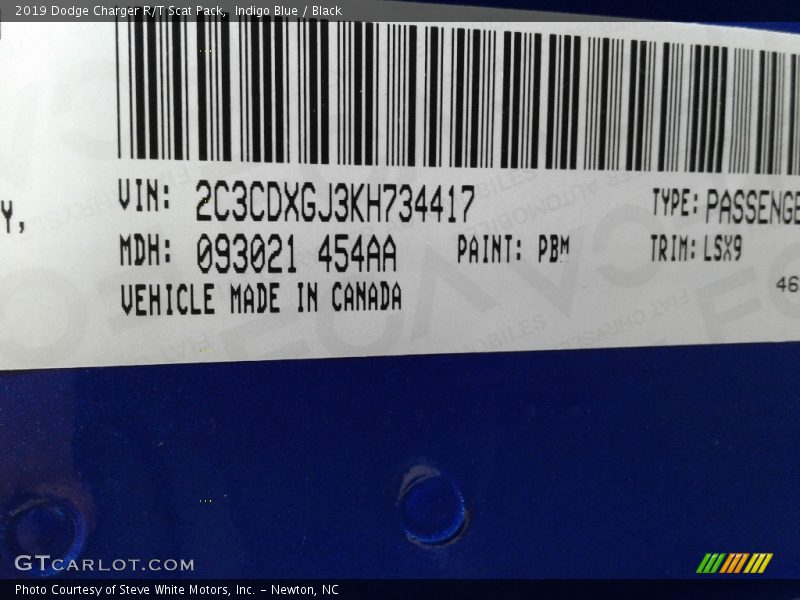 2019 Dodge Charger R/T Scat Pack, Indigo Blue / Black
Y,
VIN: 2C3CDXGJ3KH734417
TYPE: PASSENGE
MDH: 093021 454AA
PAINT: PBM
TRIM: LSX9
VEHICLE MADE IN CANADA
46
GTCARLOT.COM
Photo Courtesy of Steve White Motors, Inc. – Newton, NC